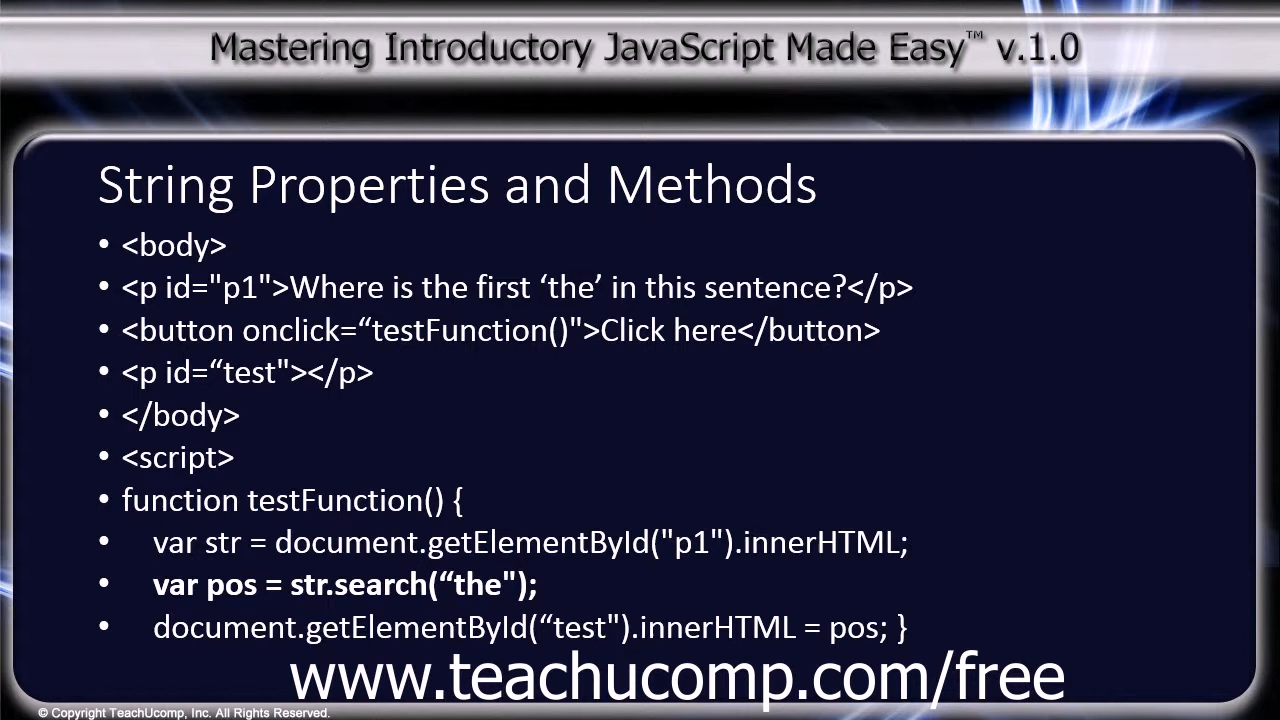 Mastering Introductory JavaScript Made Easy™ v.1.0
String Properties and Methods
• <body>
• <p id="p1">Where is the first ‘the’ in this sentence?</p>
• <button onclick=“testFunction()">Click here</button>
• <p id=“test"></p>
• </body>
• <script>
• function testFunction() {
• var str = document.getElementById("p1").innerHTML;
• var pos = str.search(“the");
• document.getElementById(“test").innerHTML = pos; }
www.teachucomp.com/free
© Copyright TeachUcomp, Inc. All Rights Reserved.